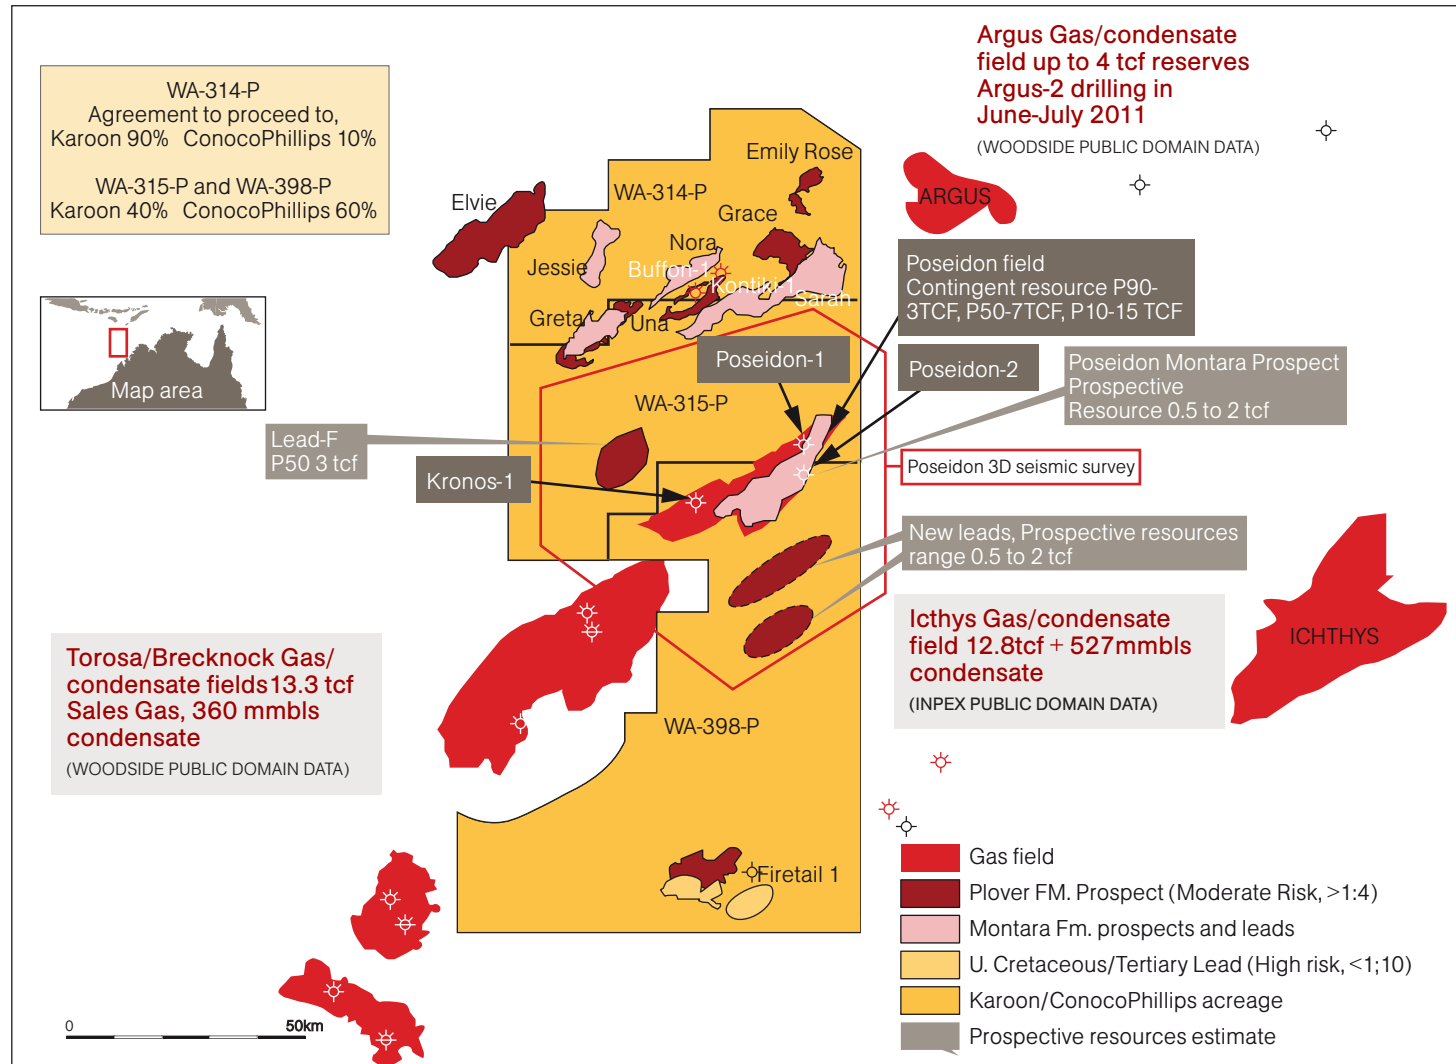 WA-314-P
Agreement to proceed to,
Karoon 90% ConocoPhillips 10%
WA-315-P and WA-398-P
Karoon 40% ConocoPhillips 60%
Argus Gas/condensate
field up to 4 tcf reserves
Argus-2 drilling in
June-July 2011
(WOODSIDE PUBLIC DOMAIN DATA)
Emily Rose
WA-314-P
Elvie
ARGUS
Grace
Nora
Jessie
Buffon-1
Kontiki-1
Sarah
Greta
Una
Poseidon field
Contingent resource P90-
3TCF, P50-7TCF, P10-15 TCF
Poseidon-1
Poseidon-2
Poseidon Montara Prospect
Prospective
Resource 0.5 to 2 tcf
Map area
WA-315-P
Lead-F
P50 3 tcf
Kronos-1
Poseidon 3D seismic survey
New leads, Prospective resources
range 0.5 to 2 tcf
Icthys Gas/condensate
field 12.8tcf + 527mmbls
condensate
(INPEX PUBLIC DOMAIN DATA)
ICHTHYS
Torosa/Brecknock Gas/
condensate fields13.3 tcf
Sales Gas, 360 mmbls
condensate
(WOODSIDE PUBLIC DOMAIN DATA)
WA-398-P
Firetail 1
Gas field
Plover FM. Prospect (Moderate Risk, >1:4)
Montara Fm. prospects and leads
U. Cretaceous/Tertiary Lead (High risk, <1;10)
Karoon/ConocoPhillips acreage
Prospective resources estimate
0 50km